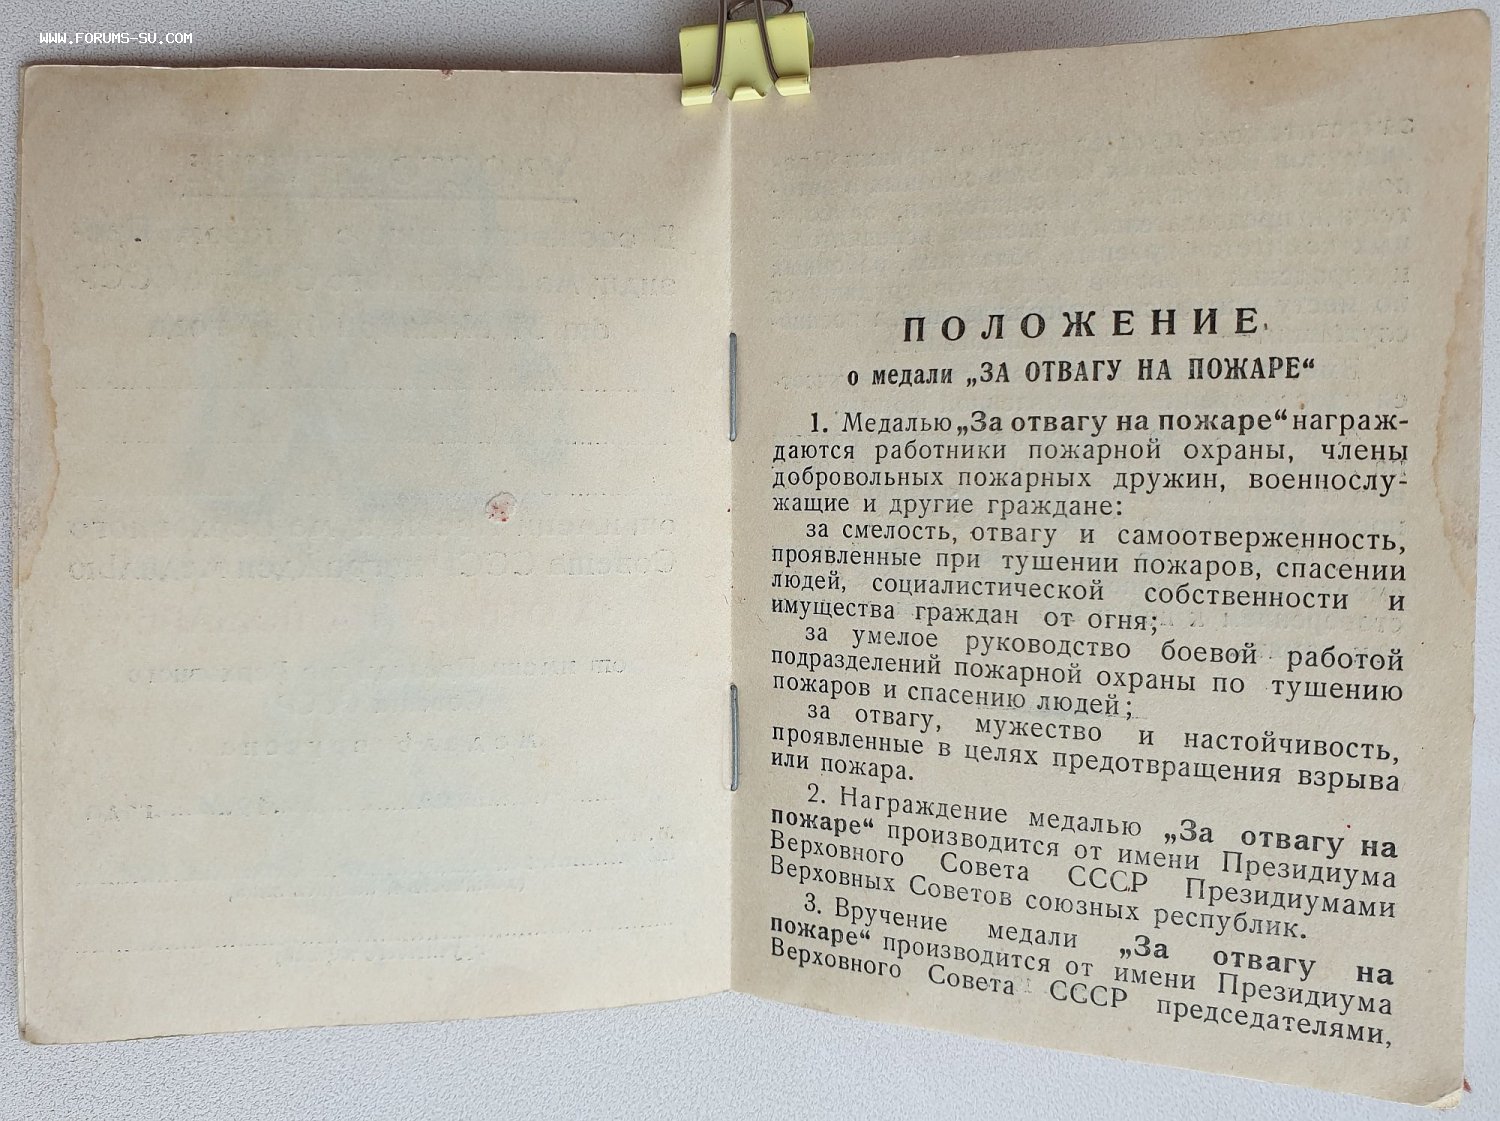 WWW.FORUMS-SU.COM
ПОЛОЖЕНИЕ
о медали „ЗА ОТВАГУ НА ПОЖАРЕ“
1. Медалью „За отвагу на пожаре“ награж-
даются работники пожарной охраны, члены
добровольных пожарных дружин, военнослу-
жащие и другие граждане:
за смелость, отвагу и самоотверженность,
проявленные при тушении пожаров, спасении
людей, социалистической собственности и
имущества граждан от огня;
за умелое руководство боевой работой
подразделений пожарной охраны по тушению
пожаров и спасению людей;
за отвагу, мужество и настойчивость,
проявленные в целях предотвращения взрыва
или пожара.
2. Награждение медалью „За отвагу на
пожаре“ производится от имени Президиума
Верховного Совета СССР Президиумами
Верховных Советов союзных республик.
3. Вручение медали „За отвагу на
пожаре“ производится от имени Президиума
Верховного Совета СССР председателями,